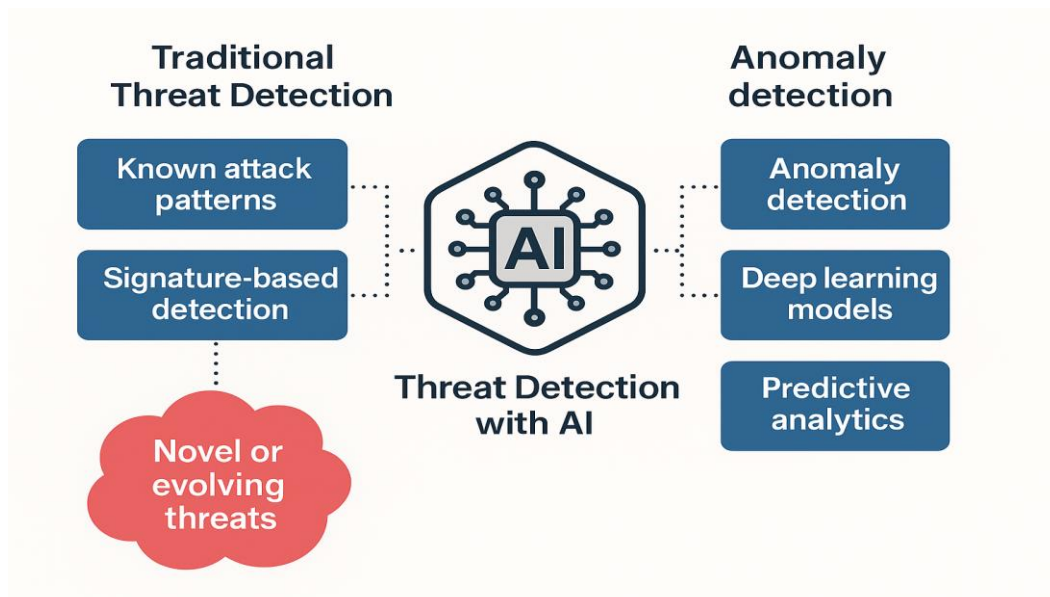 Traditional
Threat Detection
Known attack
patterns
Signature-based
detection
Novel or
evolving
threats
AI
Threat Detection
with AI
Anomaly
detection
Anomaly
detection
Deep learning
models
Predictive
analytics